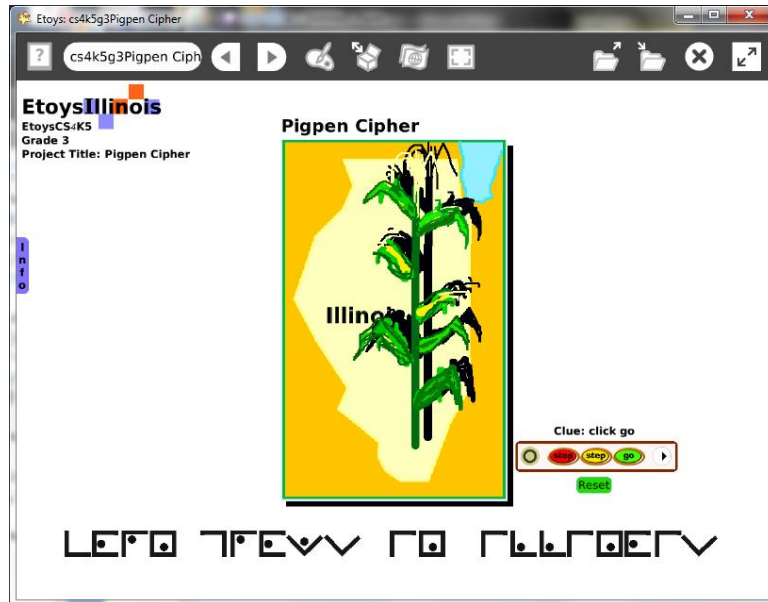 Etoys: cs4k5g3Pigpen Cipher
cs4k5g3Pigpen Ciph
EtoysIllinois
EtoysCS4K5
Grade 3
Project Title: Pigpen Cipher
Pigpen Cipher
Info
Illinois
Clue: click go
stop step go
Reset